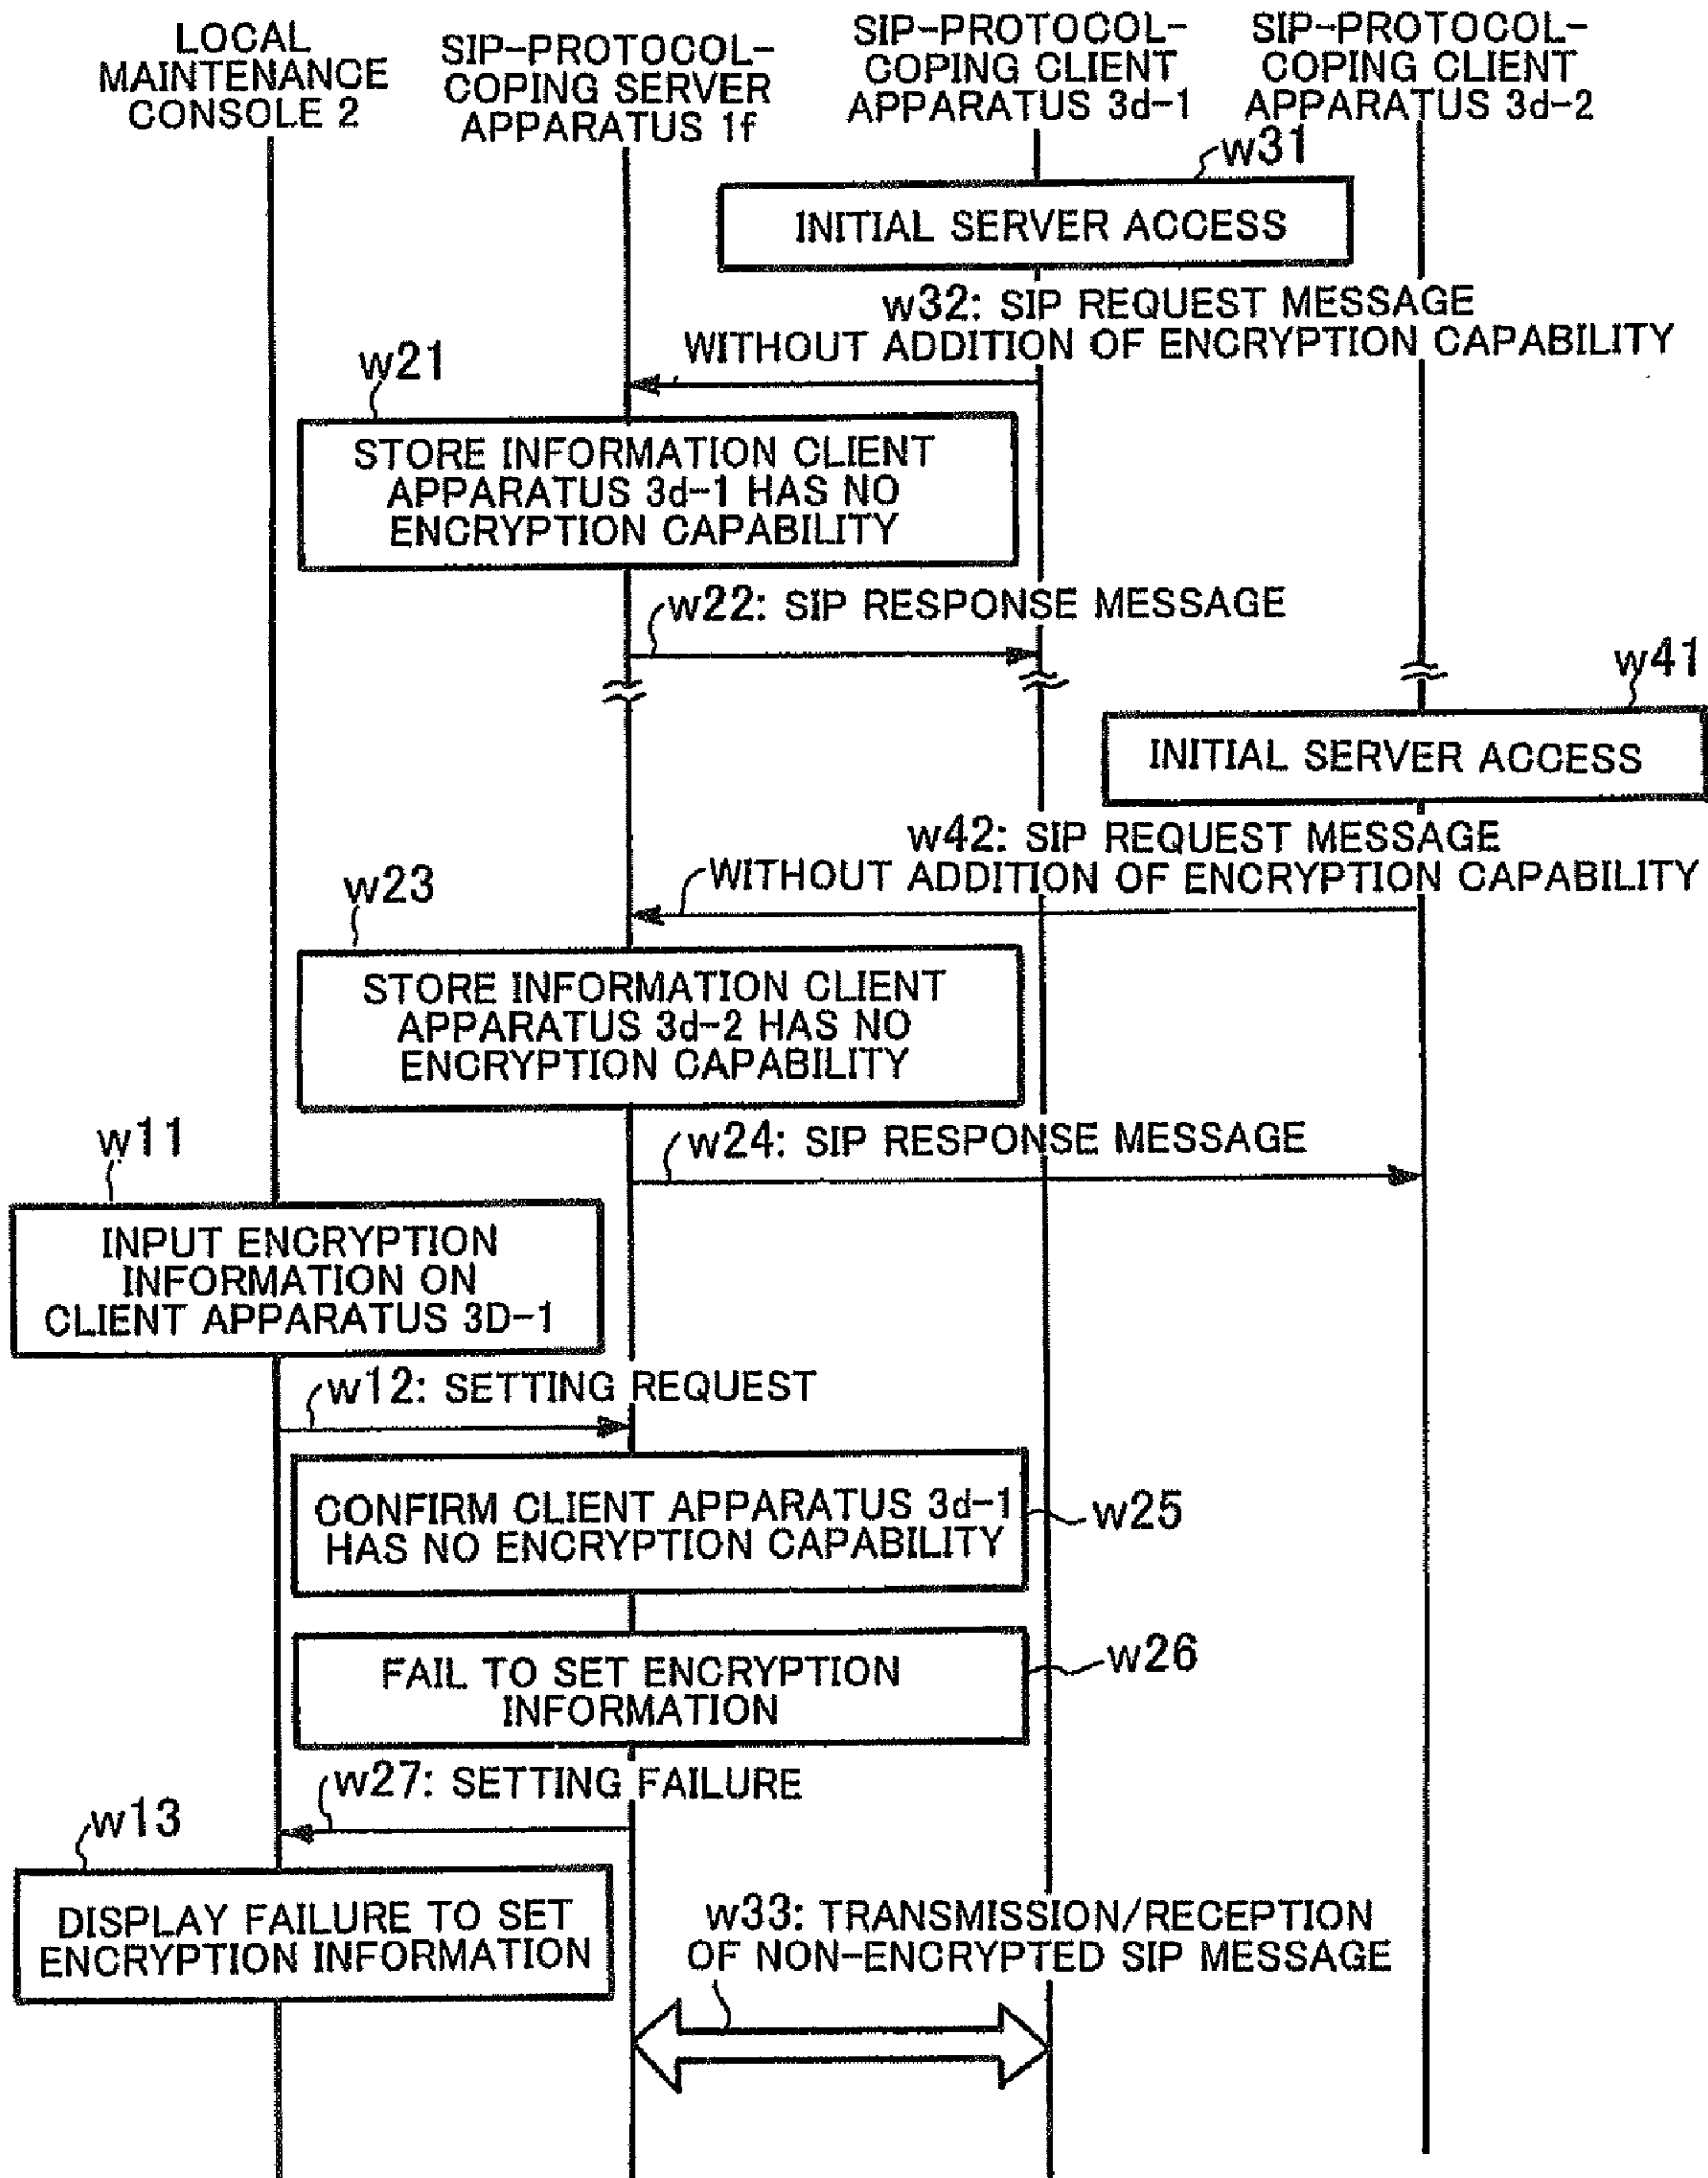 LOCAL
MAINTENANCE
CONSOLE 2
SIP-PROTOCOL-
COPING SERVER
APPARATUS 1f
SIP-PROTOCOL-
COPING CLIENT
APPARATUS 3d-1
SIP-PROTOCOL-
COPING CLIENT
APPARATUS 3d-2
w31
INITIAL SERVER ACCESS
w32: SIP REQUEST MESSAGE
WITHOUT ADDITION OF ENCRYPTION CAPABILITY
w21
STORE INFORMATION CLIENT
APPARATUS 3d-1 HAS NO
ENCRYPTION CAPABILITY
w22: SIP RESPONSE MESSAGE
w41
INITIAL SERVER ACCESS
w42: SIP REQUEST MESSAGE
WITHOUT ADDITION OF ENCRYPTION CAPABILITY
w23
STORE INFORMATION CLIENT
APPARATUS 3d-2 HAS NO
ENCRYPTION CAPABILITY
w24: SIP RESPONSE MESSAGE
w11
INPUT ENCRYPTION
INFORMATION ON
CLIENT APPARATUS 3D-1
w12: SETTING REQUEST
CONFIRM CLIENT APPARATUS 3d-1
HAS NO ENCRYPTION CAPABILITY
w25
FAIL TO SET ENCRYPTION
INFORMATION
w26
w27: SETTING FAILURE
w13
DISPLAY FAILURE TO SET
ENCRYPTION INFORMATION
w33: TRANSMISSION/RECEPTION
OF NON-ENCRYPTED SIP MESSAGE